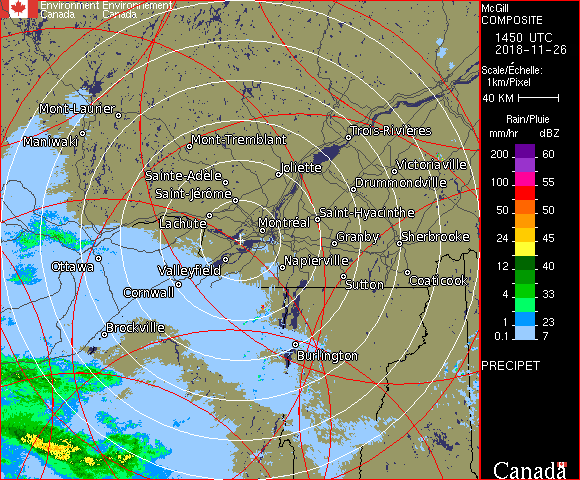 Environment Environnement
Canada Canada
McGill
COMPOSITE
1450 UTC
2018-11-26
Scale/Échelle:
1km/Pixel
40 KM
Rain/Pluie
mm/hr dBZ
200 60
100 55
75 53
50 50
24 45
12 40
4 33
1 23
0.1 7
PRECIPET
Canada
Mont-Laurier
Maniwaki
Mont-Tremblant
Trois-Rivières
Sainte-Adèle
Joliette
Victoriaville
Saint-Jérôme
Drummondville
Lachute
Montréal
Saint-Hyacinthe
Granby
Sherbrooke
Ottawa
Valleyfield
Napierville
Cornwall
Sutton
Coaticook
Brockville
Burlington